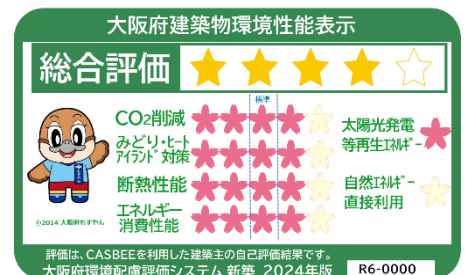 大阪府建築物環境性能表示
総合評価
標準
CO2削減
みどり・ヒート
アイランド対策
断熱性能
エネルギー
消費性能
太陽光発電
等再生エネルギー
自然エネルギー
直接利用
©2014 大阪府もずやん
評価は、CASBEEを利用した建築主の自己評価結果です。
大阪府環境配慮評価システム 新築 2024年版
R6-0000